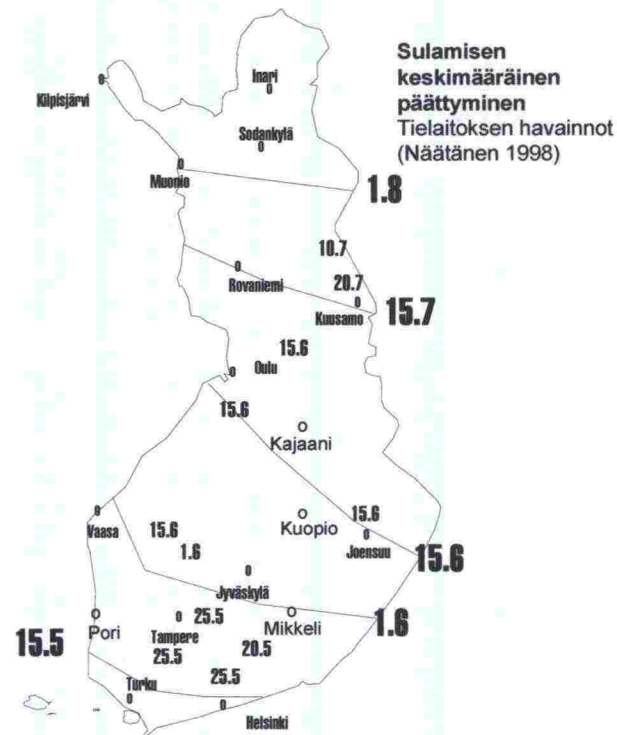 Sulamisen
keskimääräinen
päättyminen
Tielaitoksen havainnot
(Näätänen 1998)
Inari
Kilpisjärvi
Sodankylä
Muonio
1.8
10.7
Rovaniemi
20.7
Kuusamo
15.7
15.6
Oulu
15.6
Kajaani
Vaasa
15.6
1.6
Kuopio
15.6
Joensuu
15.6
Jyväskylä
Pori
25.5
Mikkeli
1.6
15.5
Tampere
25.5
20.5
25.5
Turku
Helsinki